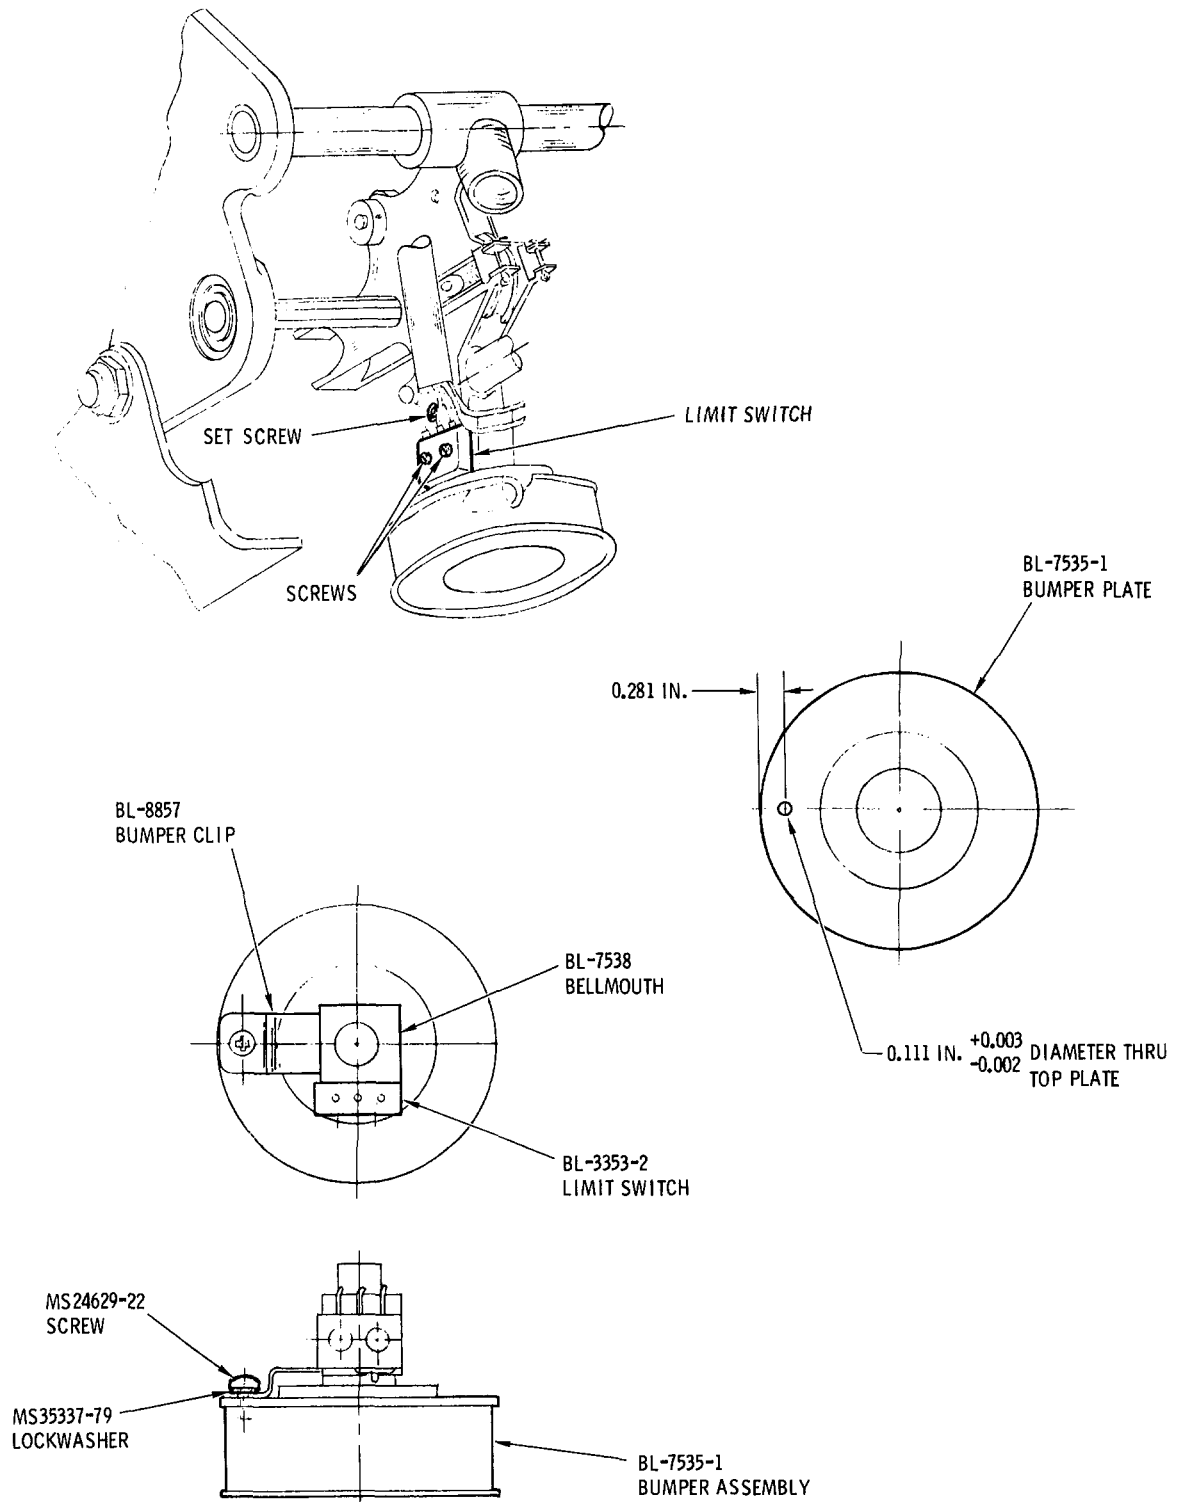 SET SCREW
LIMIT SWITCH
SCREWS
BL-7535-1
BUMPER PLATE
0.281 IN.
BL-8857
BUMPER CLIP
BL-7538
BELLMOUTH
0.111 IN. +0.003 -0.002 DIAMETER THRU
TOP PLATE
BL-3353-2
LIMIT SWITCH
MS24629-22
SCREW
MS35337-79
LOCKWASHER
BL-7535-1
BUMPER ASSEMBLY